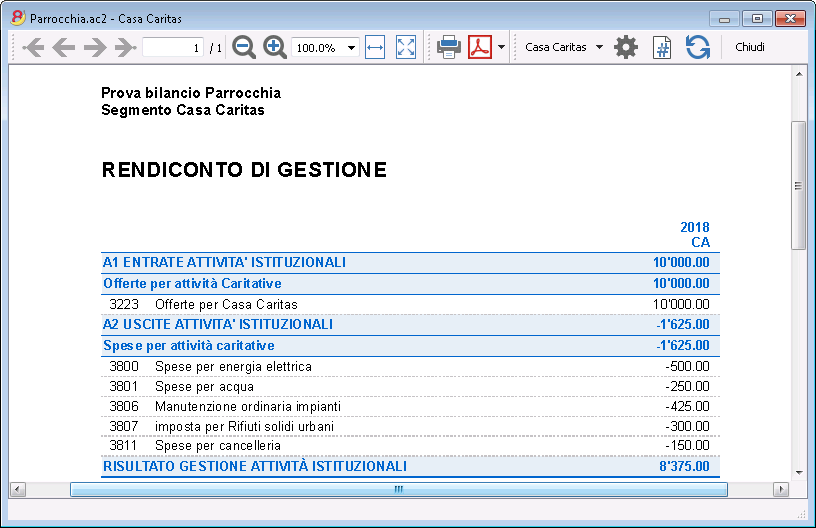 Parrocchia.ac2 - Casa Caritas
1 / 1 100.0% Casa Caritas Chiudi
Prova bilancio Parrocchia
Segmento Casa Caritas
RENDICONTO DI GESTIONE
2018
CA
A1 ENTRATE ATTIVITA' ISTITUZIONALI 10'000.00
Offerte per attività Caritative 10'000.00
3223 Offerte per Casa Caritas 10'000.00
A2 USCITE ATTIVITA' ISTITUZIONALI -1'625.00
Spese per attività caritative -1'625.00
3800 Spese per energia elettrica -500.00
3801 Spese per acqua -250.00
3806 Manutenzione ordinaria impianti -425.00
3807 imposta per Rifiuti solidi urbani -300.00
3811 Spese per cancelleria -150.00
RISULTATO GESTIONE ATTIVITÀ ISTITUZIONALI 8'375.00